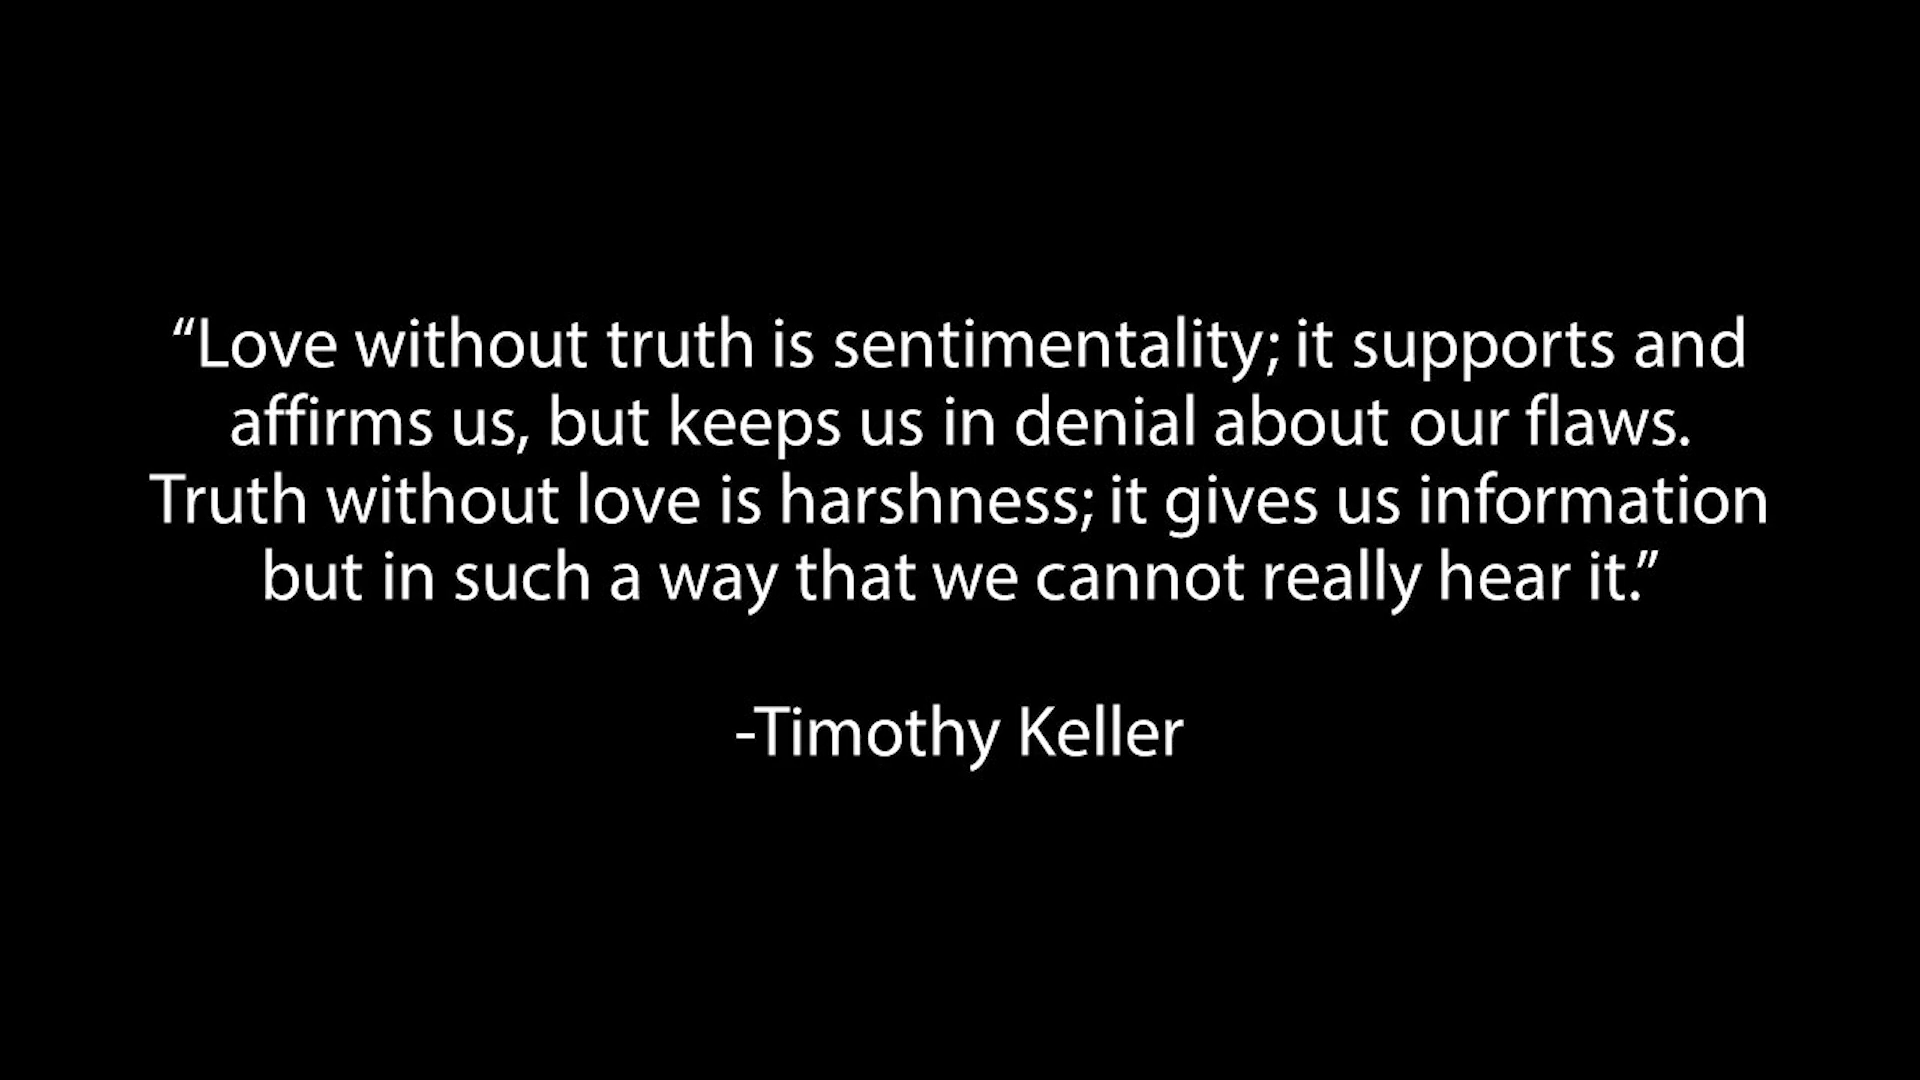 “Love without truth is sentimentality; it supports and
affirms us, but keeps us in denial about our flaws.
Truth without love is harshness; it gives us information
but in such a way that we cannot really hear it.”
-Timothy Keller